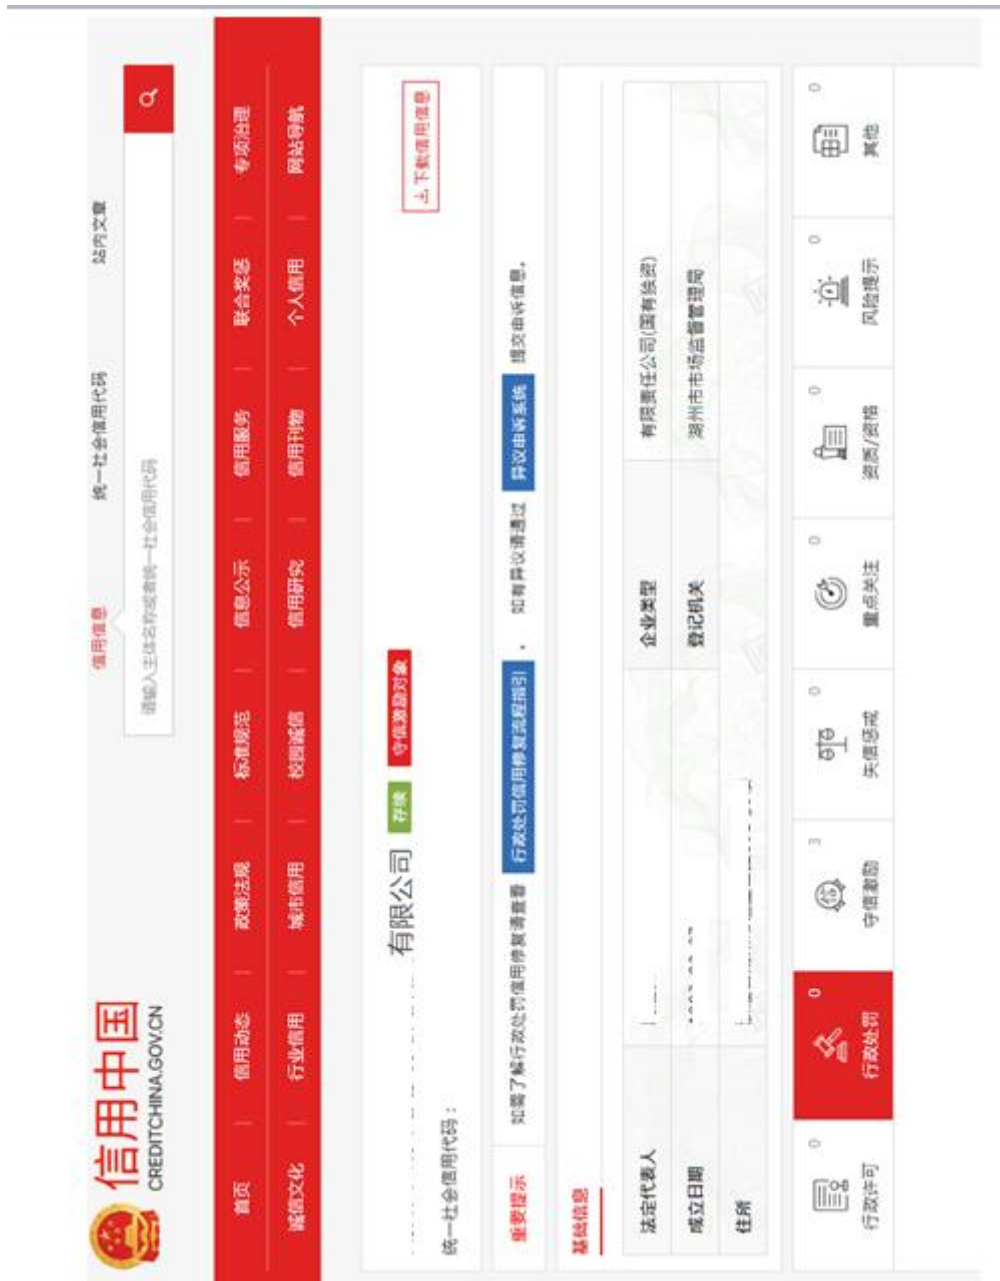 信用信息 统一社会信用代码 站内文章
信用中国
CREDITCHINA.GOV.CN
请输入主体名称或者统一社会信用代码
首页 | 信用动态 | 政策法规 | 标准规范 | 信息公示 | 信用服务 | 联合奖惩 | 专项治理
诚信文化 | 行业信用 | 城市信用 | 校园诚信 | 信用研究 | 信用刊物 | 个人信用 | 网站导航
有限公司 存续 守信激励对象
下载信用信息
统一社会信用代码：
重要提示 如需了解行政处罚信用修复请查看 行政处罚信用修复流程指引 。 如有异议请通过 异议申诉系统 提交申诉信息。
基础信息
法定代表人 企业类型 有限责任公司(国有独资)
成立日期 登记机关 湖州市市场监督管理局
住所
0 0 3 0 0 0 0 0
行政许可 行政处罚 守信激励 失信惩戒 重点关注 资质/资格 风险提示 其他